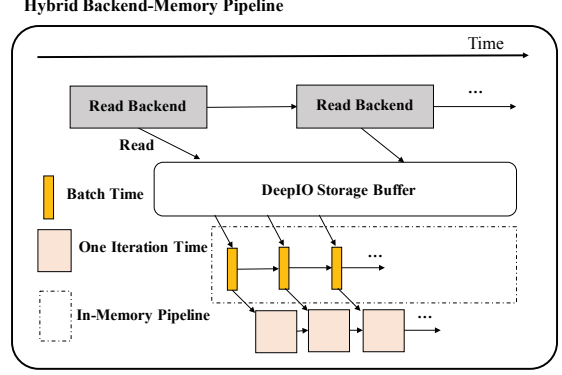 Hybrid Backend-Memory Pipeline
Time
Read Backend
Read Backend
...
Read
DeepIO Storage Buffer
Batch Time
One Iteration Time
...
In-Memory Pipeline
...